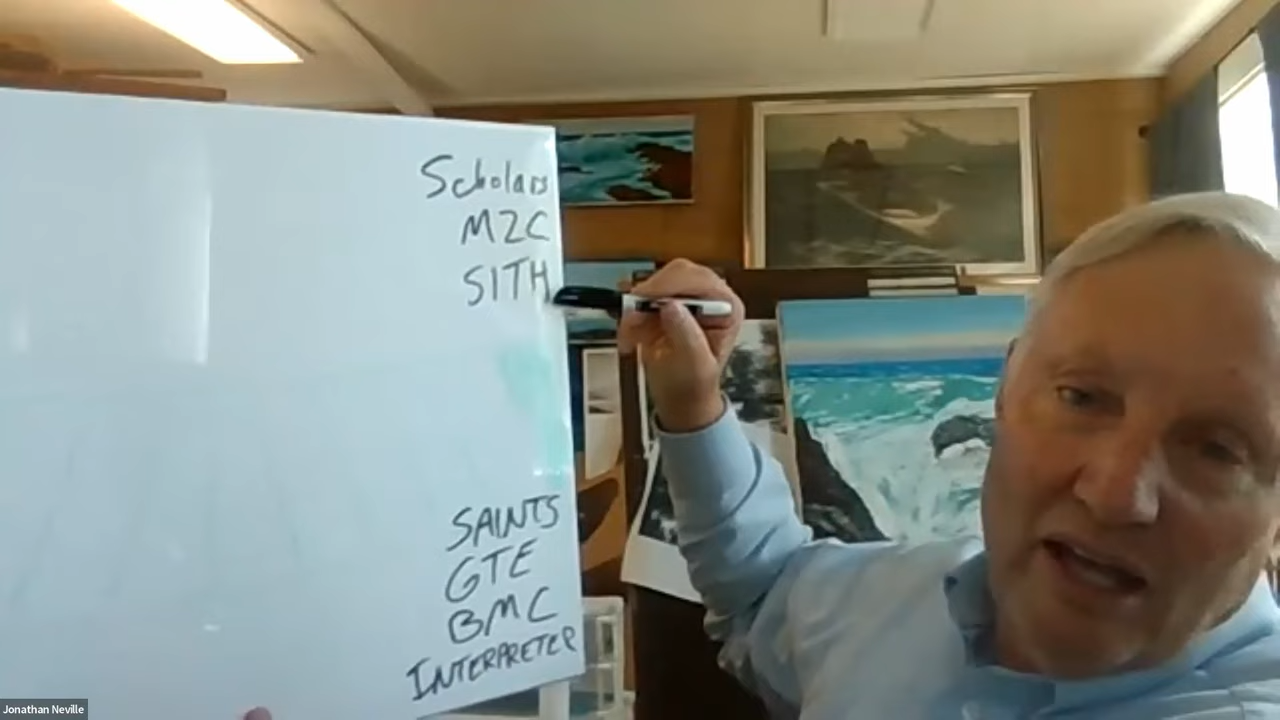 Scholars
M2C
SITH
SAINTS
GTE
BMC
INTERPRETER
Jonathan Neville